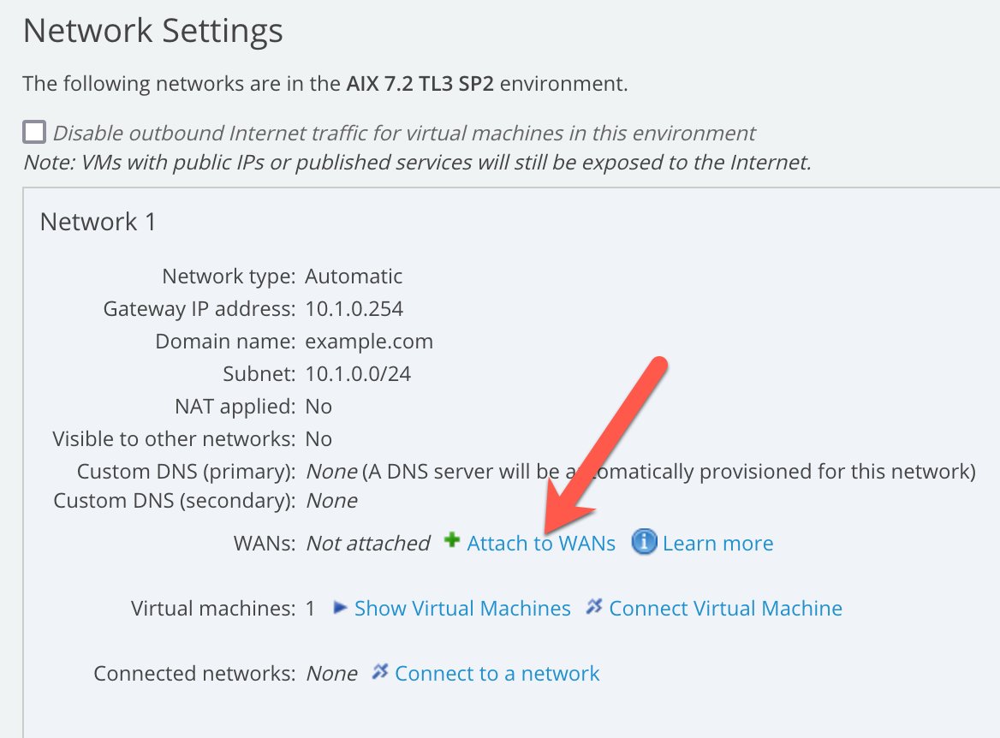 Network Settings
The following networks are in the AIX 7.2 TL3 SP2 environment.
Disable outbound Internet traffic for virtual machines in this environment
Note: VMs with public IPs or published services will still be exposed to the Internet.
Network 1
Network type: Automatic
Gateway IP address: 10.1.0.254
Domain name: example.com
Subnet: 10.1.0.0/24
NAT applied: No
Visible to other networks: No
Custom DNS (primary): None (A DNS server will be automatically provisioned for this network)
Custom DNS (secondary): None
WANs: Not attached Attach to WANs Learn more
Virtual machines: 1 Show Virtual Machines Connect Virtual Machine
Connected networks: None Connect to a network